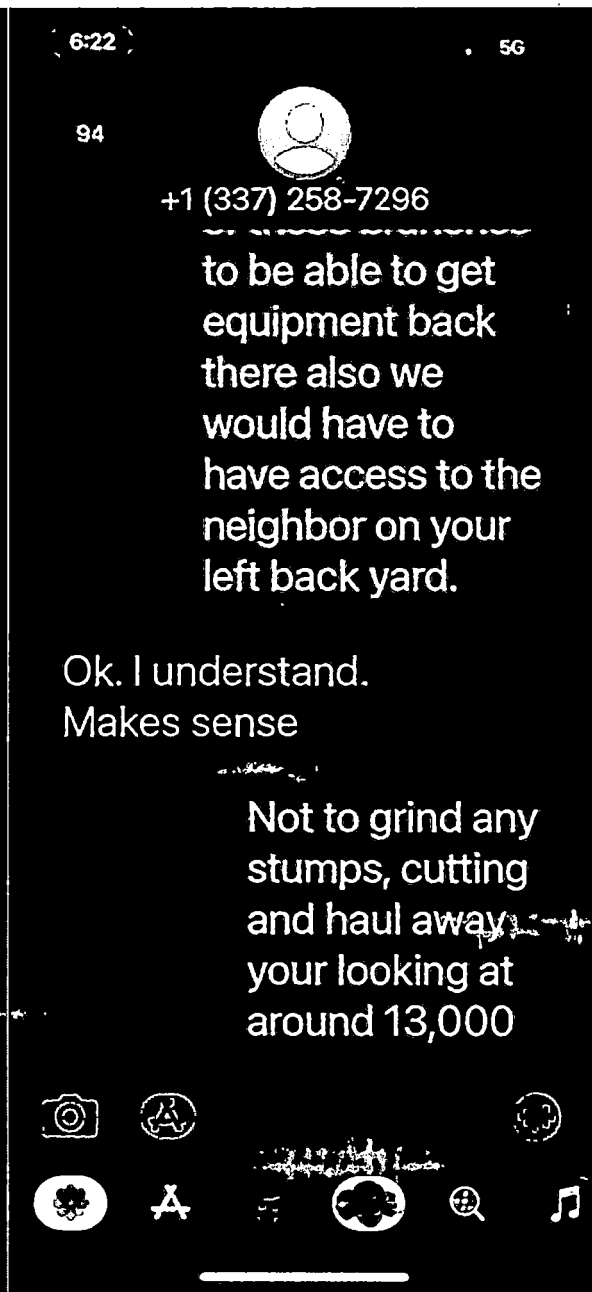 6:22
5G
94
+1 (337) 258-7296
to be able to get
equipment back
there also we
would have to
have access to the
neighbor on your
left back yard.
Ok. I understand.
Makes sense
Not to grind any
stumps, cutting
and haul away
your looking at
around 13,000